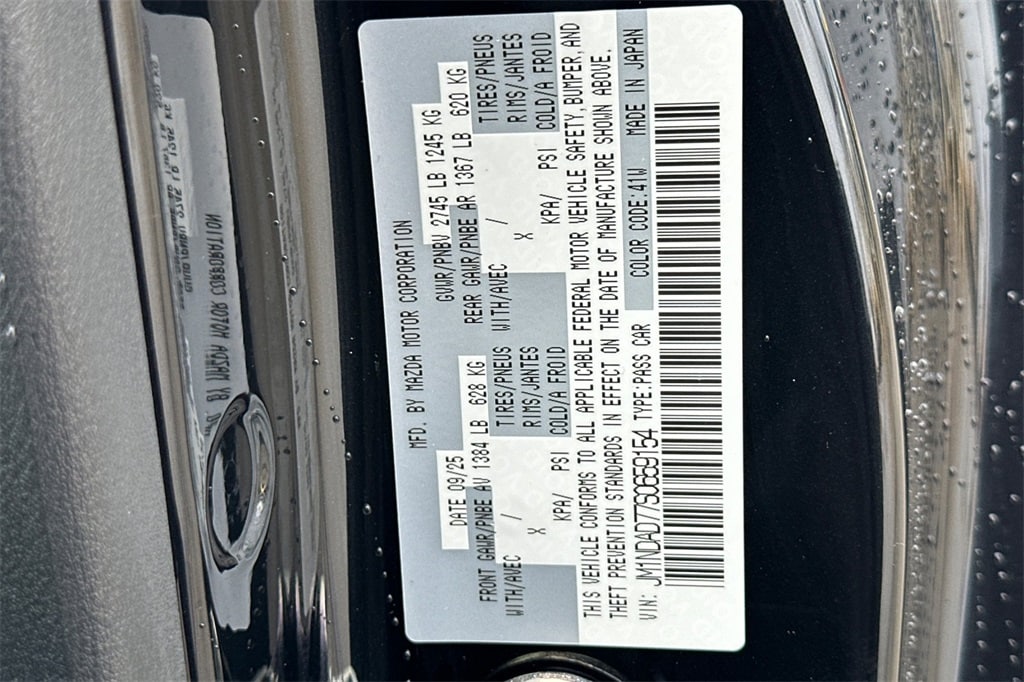 MFD. BY MAZDA MOTOR CORPORATION
DATE 09/25 GVWR/PNBV 2745 LB 1245 KG
FRONT GAWR/PNBE AV 1384 LB 628 KG REAR GAWR/PNBE AR 1367 LB 620 KG
WITH/AVEC TIRES/PNEUS WITH/AVEC TIRES/PNEUS
X / RIMS/JANTES X / RIMS/JANTES
KPA/ PSI COLD/A FROID KPA/ PSI COLD/A FROID
THIS VEHICLE CONFORMS TO ALL APPLICABLE FEDERAL MOTOR VEHICLE SAFETY, BUMPER, AND
THEFT PREVENTION STANDARDS IN EFFECT ON THE DATE OF MANUFACTURE SHOWN ABOVE.
VIN: JM1NDAD77S0659154 TYPE:PASS CAR COLOR CODE:41W MADE IN JAPAN